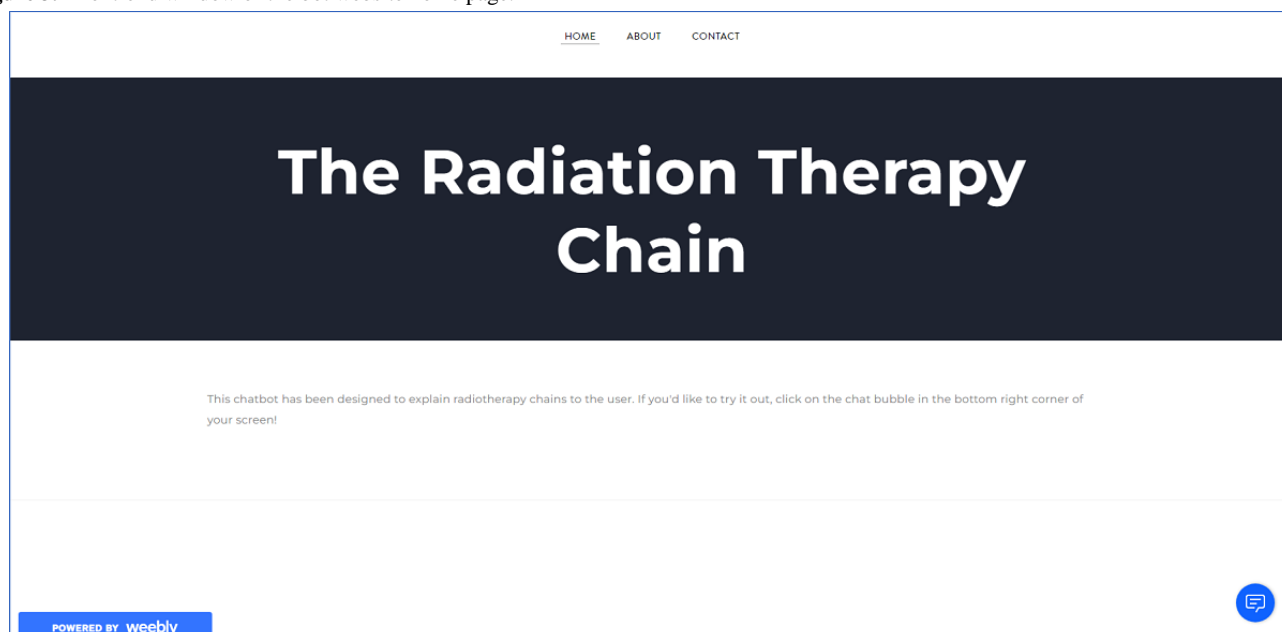 HOME ABOUT CONTACT
The Radiation Therapy
Chain
This chatbot has been designed to explain radiotherapy chains to the user. If you'd like to try it out, click on the chat bubble in the bottom right corner of
your screen!
POWERED BY weebly